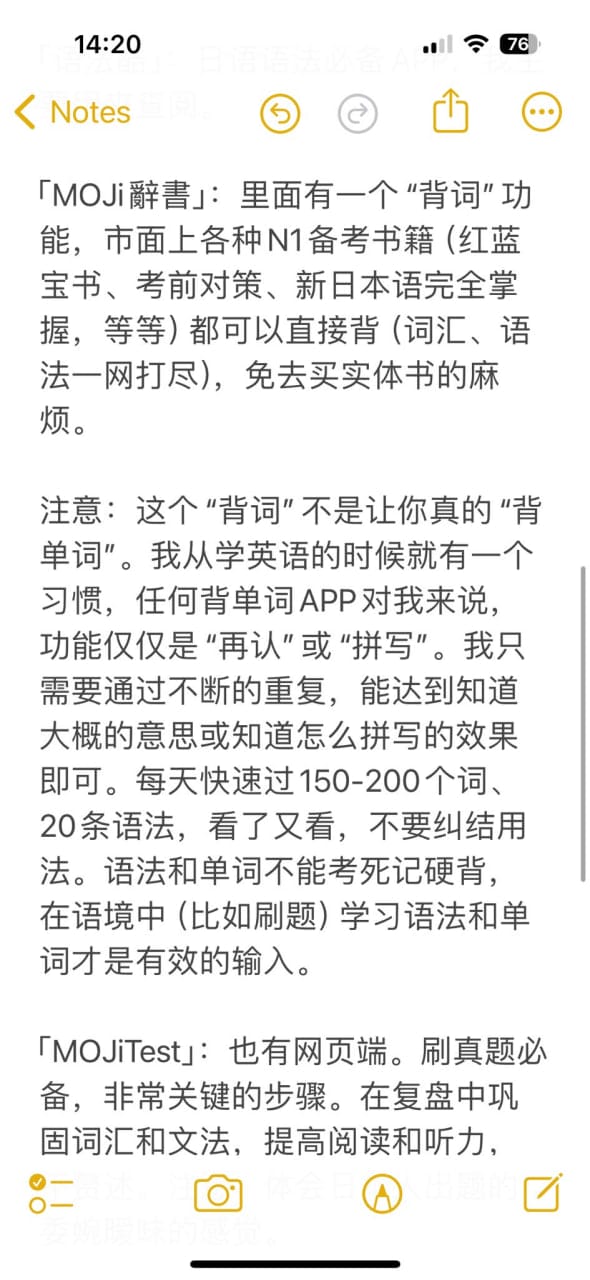 14:20
76
「语法酷」：日语语法必备APP，我主
Notes
「MOJi辭書」：里面有一个“背词”功
能，市面上各种N1备考书籍（红蓝
宝书、考前对策、新日本语完全掌
握，等等）都可以直接背（词汇、语
法一网打尽），免去买实体书的麻
烦。
注意：这个“背词”不是让你真的“背
单词”。我从学英语的时候就有一个
习惯，任何背单词APP对我来说，
功能仅仅是“再认”或“拼写”。我只
需要通过不断的重复，能达到知道
大概的意思或知道怎么拼写的效果
即可。每天快速过150-200个词、
20条语法，看了又看，不要纠结用
法。语法和单词不能考死记硬背，
在语境中（比如刷题）学习语法和单
词才是有效的输入。
「MOJiTest」：也有网页端。刷真题必
备，非常关键的步骤。在复盘中巩
固词汇和文法，提高阅读和听力，
体会日 人出题的
委婉暧昧的感觉。